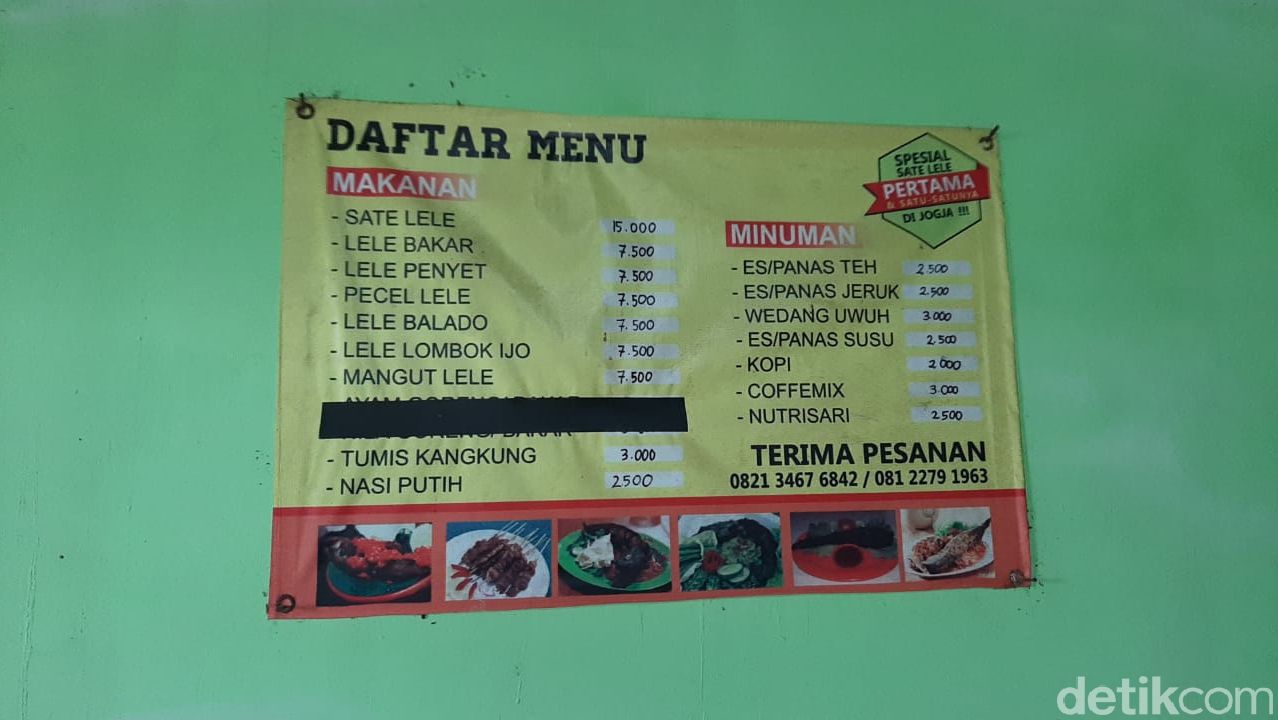 DAFTAR MENU
MAKANAN
- SATE LELE 15.000
- LELE BAKAR 7.500
- LELE PENYET 7.500
- PECEL LELE 7.500
- LELE BALADO 7.500
- LELE LOMBOK IJO 7.500
- MANGUT LELE 7.500
- TUMIS KANGKUNG 3.000
- NASI PUTIH 2500
SPESIAL
SATE LELE
PERTAMA
& SATU-SATUNYA
DI JOGJA !!!
MINUMAN
- ES/PANAS TEH 2.500
- ES/PANAS JERUK 2.500
- WEDANG UWUH 3.000
- ES/PANAS SUSU 2.500
- KOPI 2000
- COFFEMIX 3.000
- NUTRISARI 2500
TERIMA PESANAN
0821 3467 6842 / 081 2279 1963
detikcom